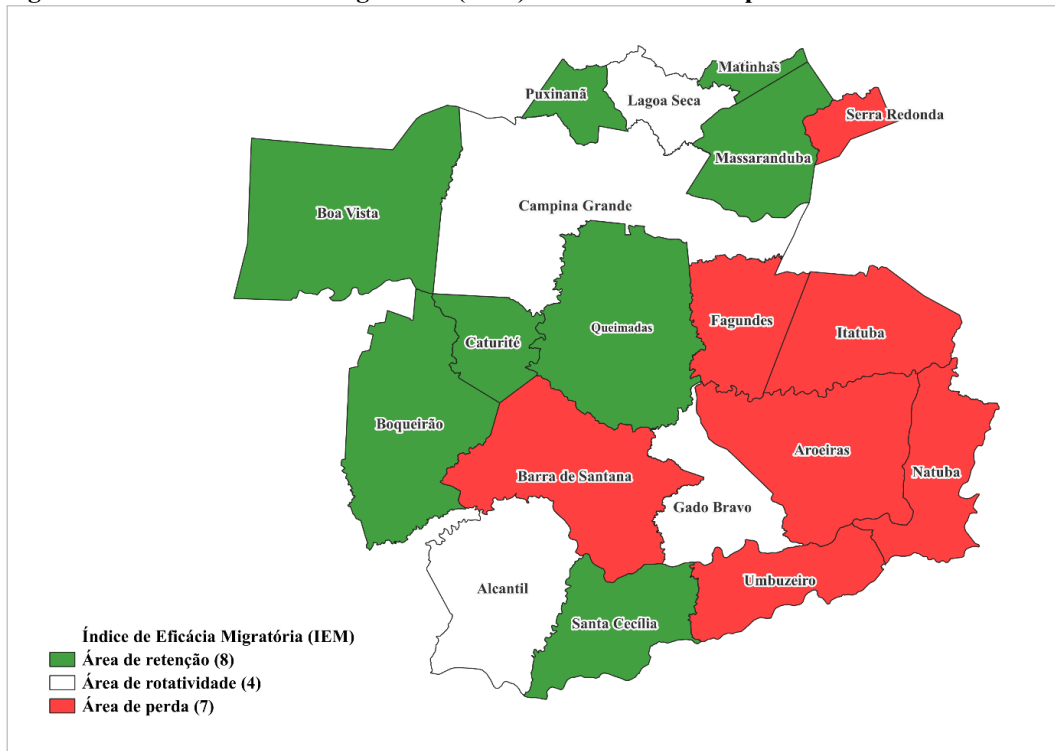 Matinhas
Puxinanã
Lagoa Seca
Serra Redonda
Massaranduba
Campina Grande
Boa Vista
Fagundes
Queimadas
Itatuba
Caturité
Boqueirão
Aroeiras
Natuba
Barra de Santana
Gado Bravo
Umbuzeiro
Alcantil
Santa Cecília
Índice de Eficácia Migratória (IEM)
Área de retenção (8)
Área de rotatividade (4)
Área de perda (7)